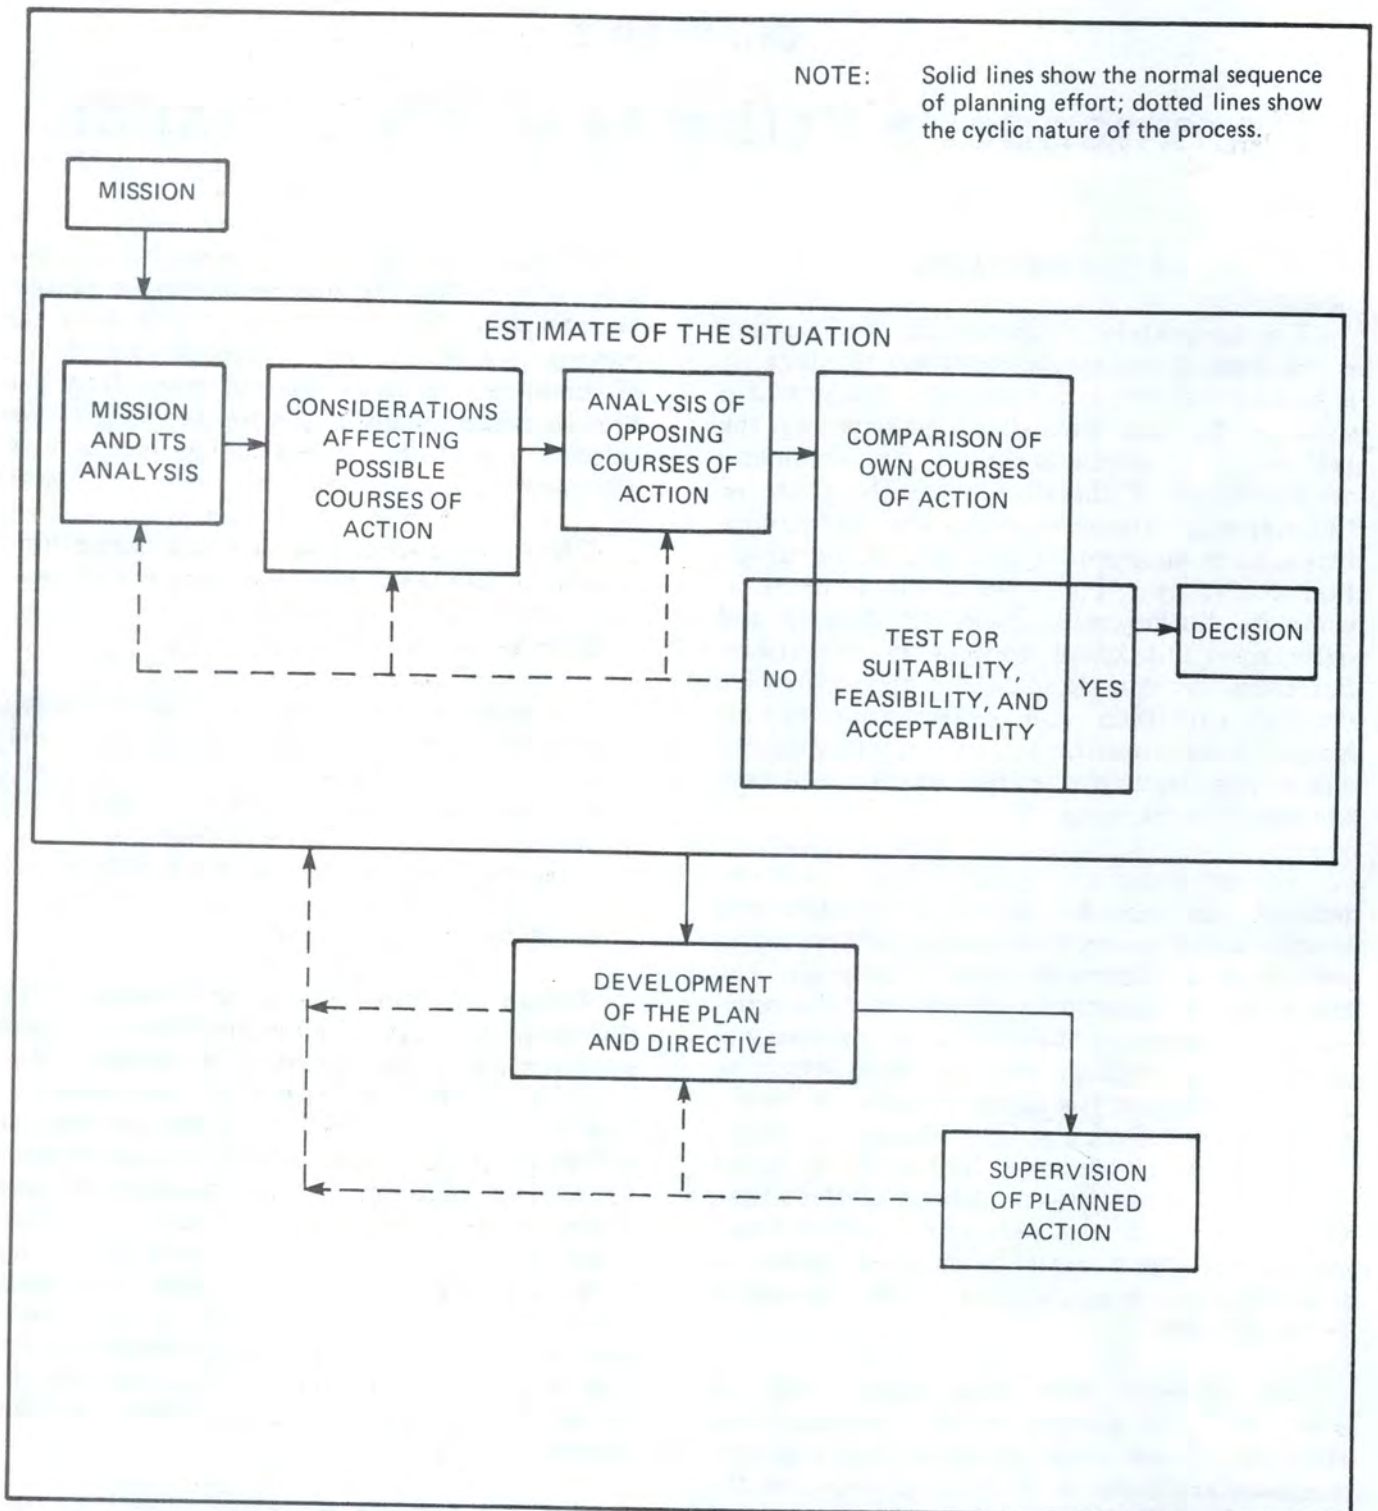 NOTE: Solid lines show the normal sequence
of planning effort; dotted lines show
the cyclic nature of the process.
MISSION
ESTIMATE OF THE SITUATION
MISSION
AND ITS
ANALYSIS
CONSIDERATIONS
AFFECTING
POSSIBLE
COURSES OF
ACTION
ANALYSIS OF
OPPOSING
COURSES OF
ACTION
COMPARISON OF
OWN COURSES
OF ACTION
NO
TEST FOR
SUITABILITY,
FEASIBILITY, AND
ACCEPTABILITY
YES
DECISION
DEVELOPMENT
OF THE PLAN
AND DIRECTIVE
SUPERVISION
OF PLANNED
ACTION